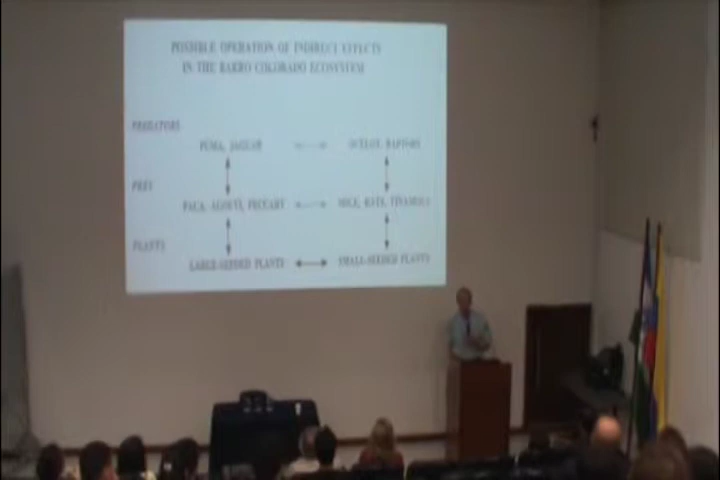 POSSIBLE OPERATION OF INDIRECT EFFECTS
IN THE BARRO COLORADO ECOSYSTEM
PREDATORS
PUMA, JAGUAR OCELOT, RAPTORS
PREY
PACA, AGOUTI, PECCARY MICE, RATS, TINAMOUS
PLANTS
LARGE-SEEDED PLANTS SMALL-SEEDED PLANTS